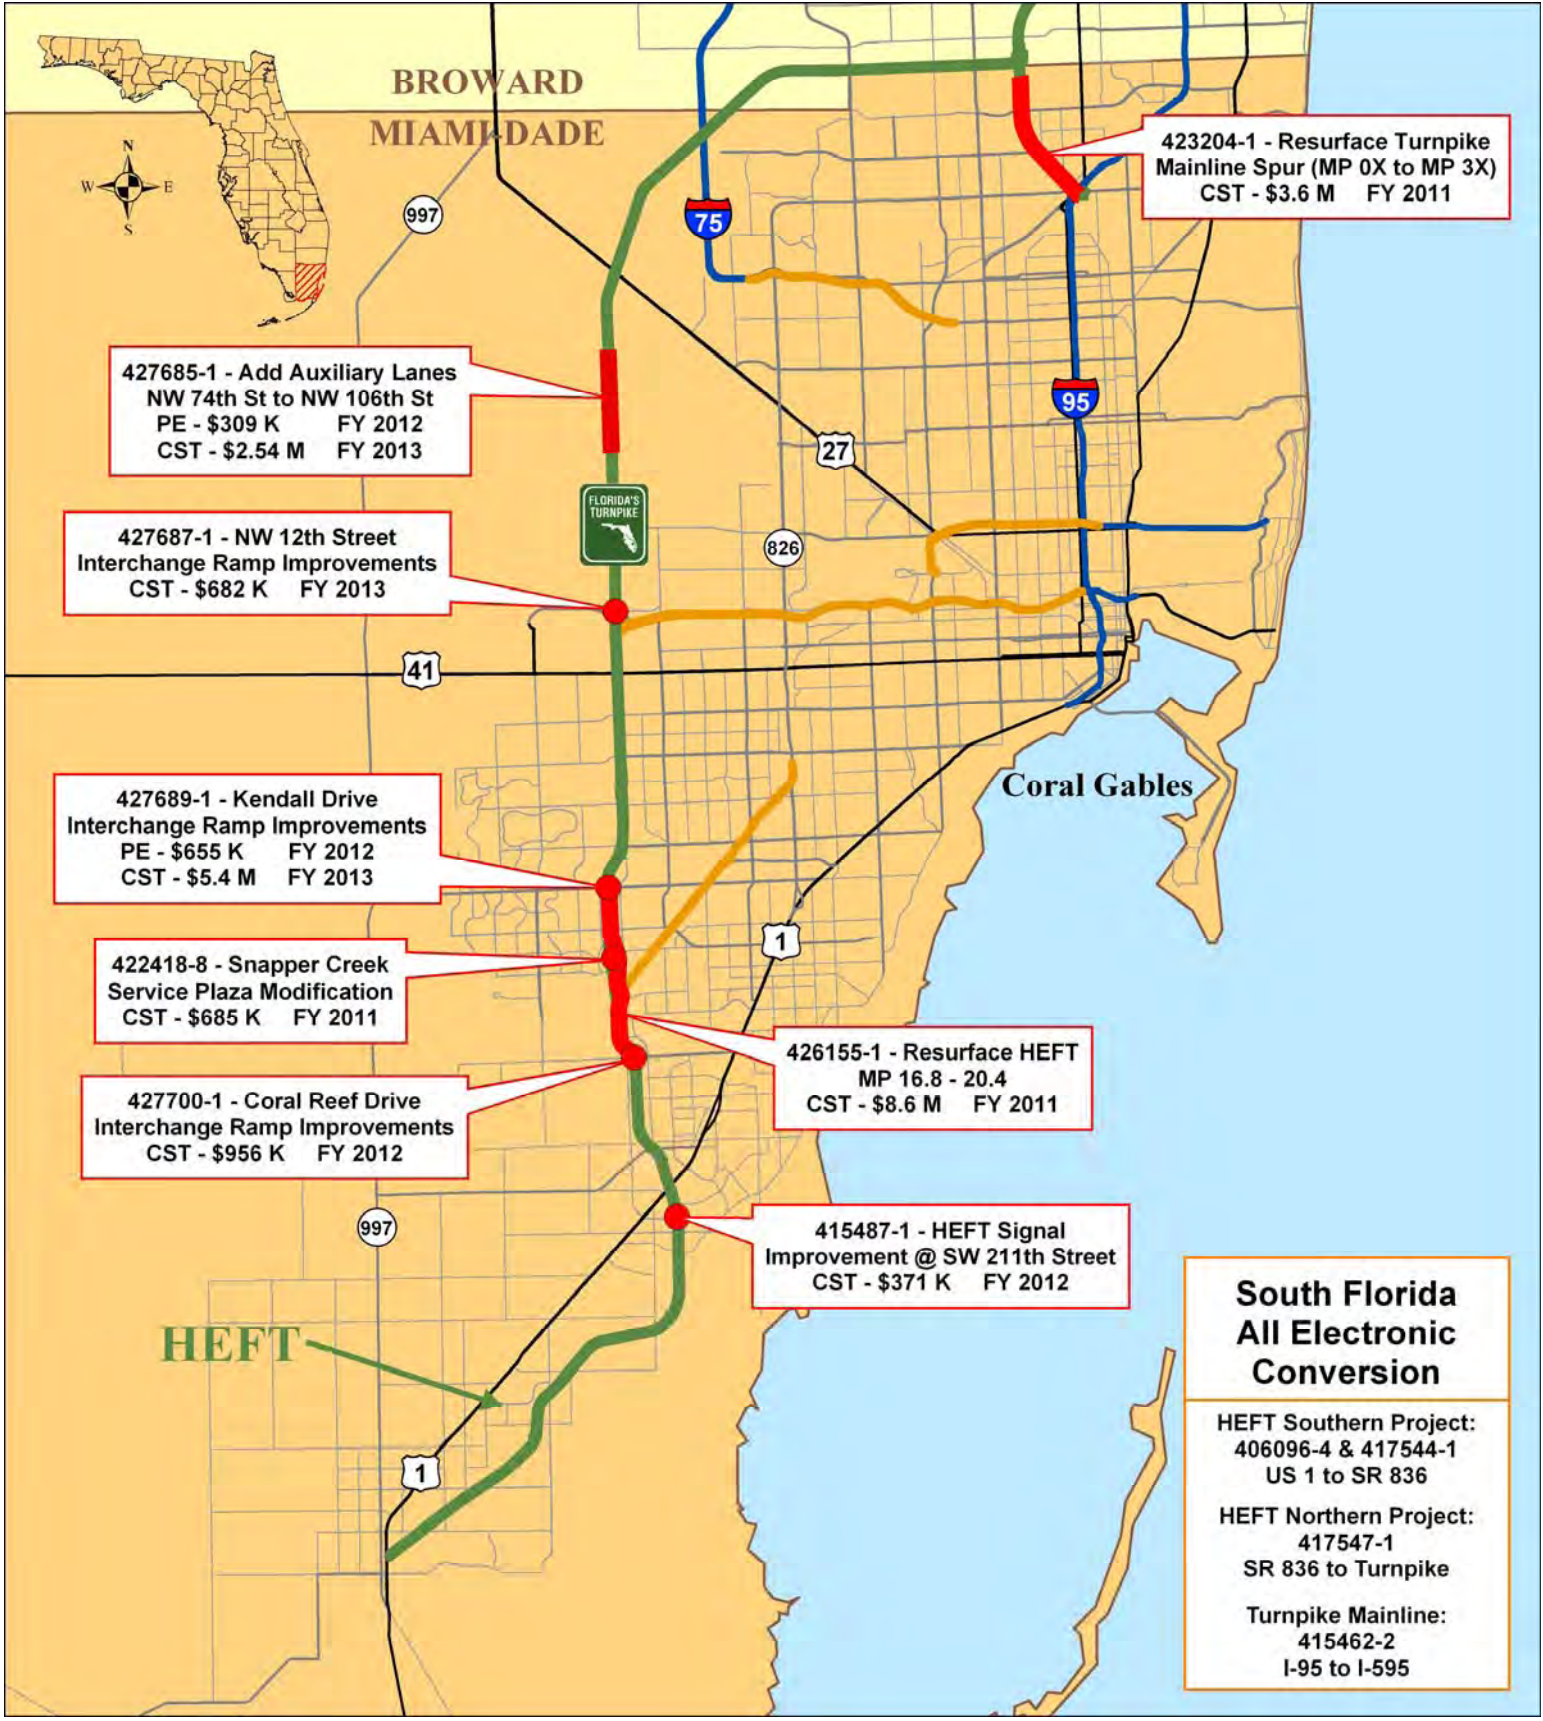 BROWARD
MIAMI-DADE
N
W E
S
997
75
423204-1 - Resurface Turnpike
Mainline Spur (MP 0X to MP 3X)
CST - $3.6 M FY 2011
427685-1 - Add Auxiliary Lanes
NW 74th St to NW 106th St
PE - $309 K FY 2012
CST - $2.54 M FY 2013
95
27
FLORIDA'S
TURNPIKE
427687-1 - NW 12th Street
Interchange Ramp Improvements
CST - $682 K FY 2013
826
41
Coral Gables
427689-1 - Kendall Drive
Interchange Ramp Improvements
PE - $655 K FY 2012
CST - $5.4 M FY 2013
1
422418-8 - Snapper Creek
Service Plaza Modification
CST - $685 K FY 2011
426155-1 - Resurface HEFT
MP 16.8 - 20.4
CST - $8.6 M FY 2011
427700-1 - Coral Reef Drive
Interchange Ramp Improvements
CST - $956 K FY 2012
997
415487-1 - HEFT Signal
Improvement @ SW 211th Street
CST - $371 K FY 2012
HEFT
1
South Florida
All Electronic
Conversion
HEFT Southern Project:
406096-4 & 417544-1
US 1 to SR 836
HEFT Northern Project:
417547-1
SR 836 to Turnpike
Turnpike Mainline:
415462-2
I-95 to I-595